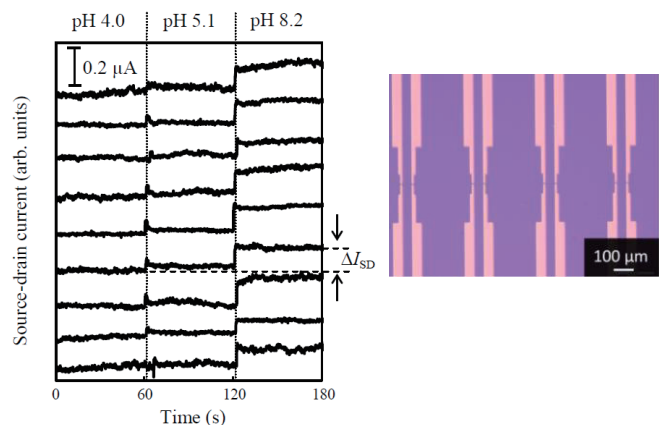 pH 4.0 pH 5.1 pH 8.2
0.2 μA
Source-drain current (arb. units)
ΔI_SD
0 60 120 180
Time (s)
100 μm